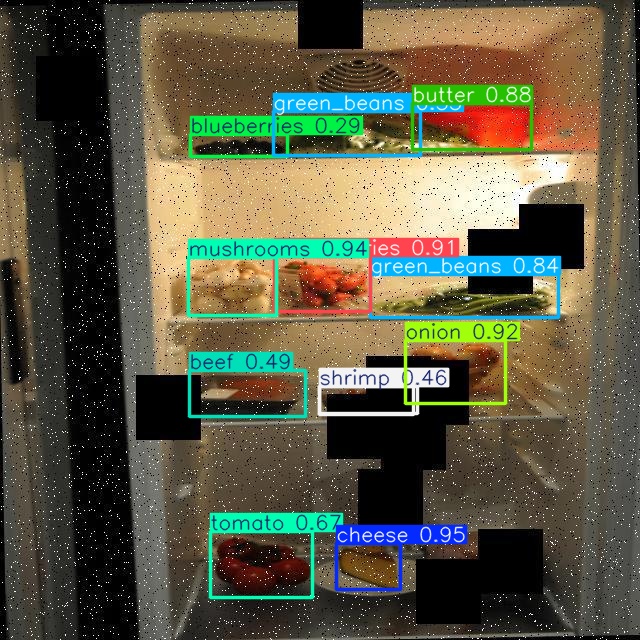 butter 0.88
green_beans
blueberries 0.29
mushrooms 0.94
ies 0.91
green_beans 0.84
onion 0.92
beef 0.49
shrimp 0.46
tomato 0.67
cheese 0.95